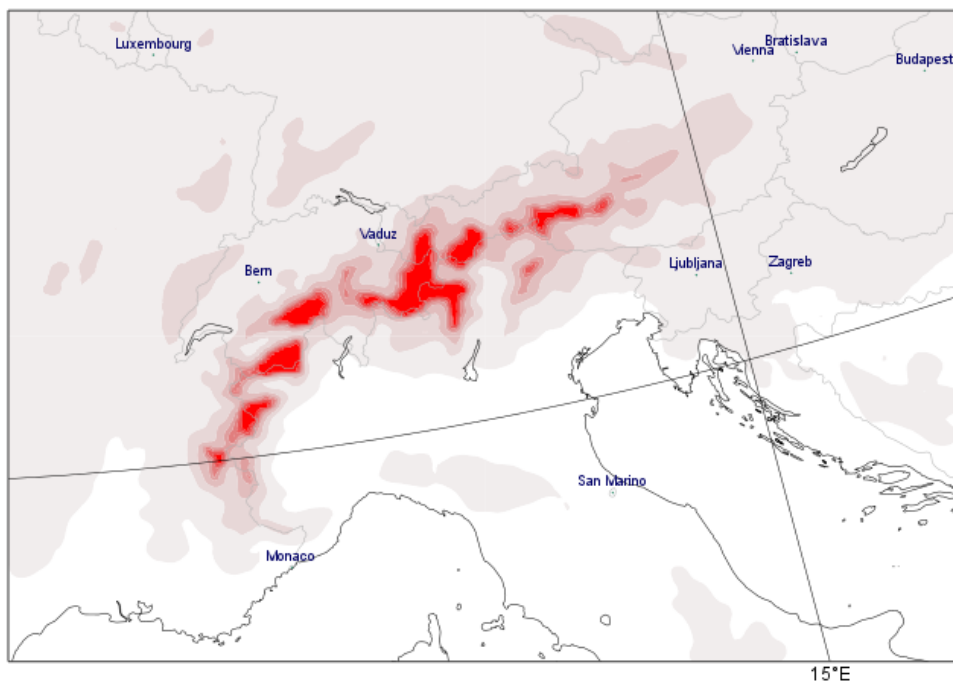 Luxembourg
Bratislava
Vienna
Budapest
Vaduz
Bern
Ljubljana
Zagreb
San Marino
Monaco
15°E